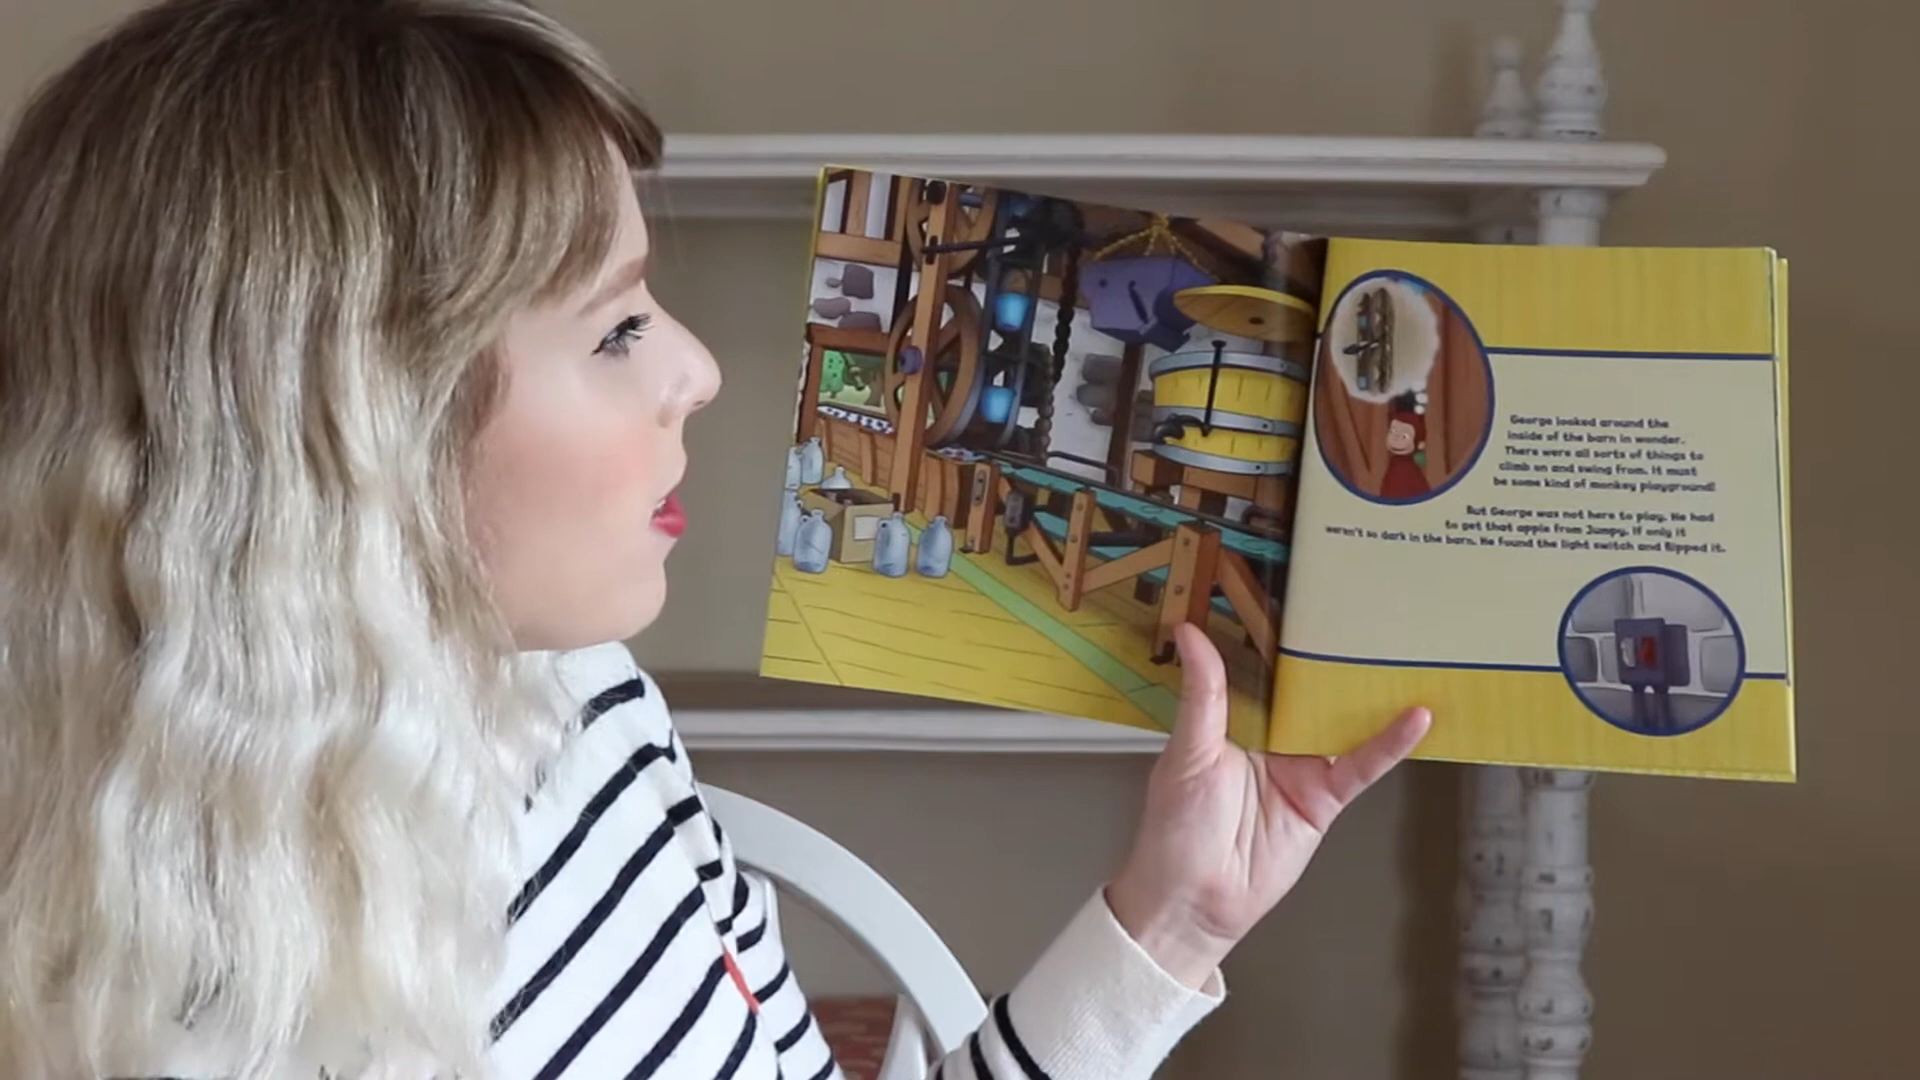 George looked around the
inside of the barn in wonder.
There were all sorts of things to
climb on and swing from. It must
be some kind of monkey playground!
But George was not here to play. He had
to get that apple from Jumpy. If only it
weren't so dark in the barn. He found the light switch and flipped it.